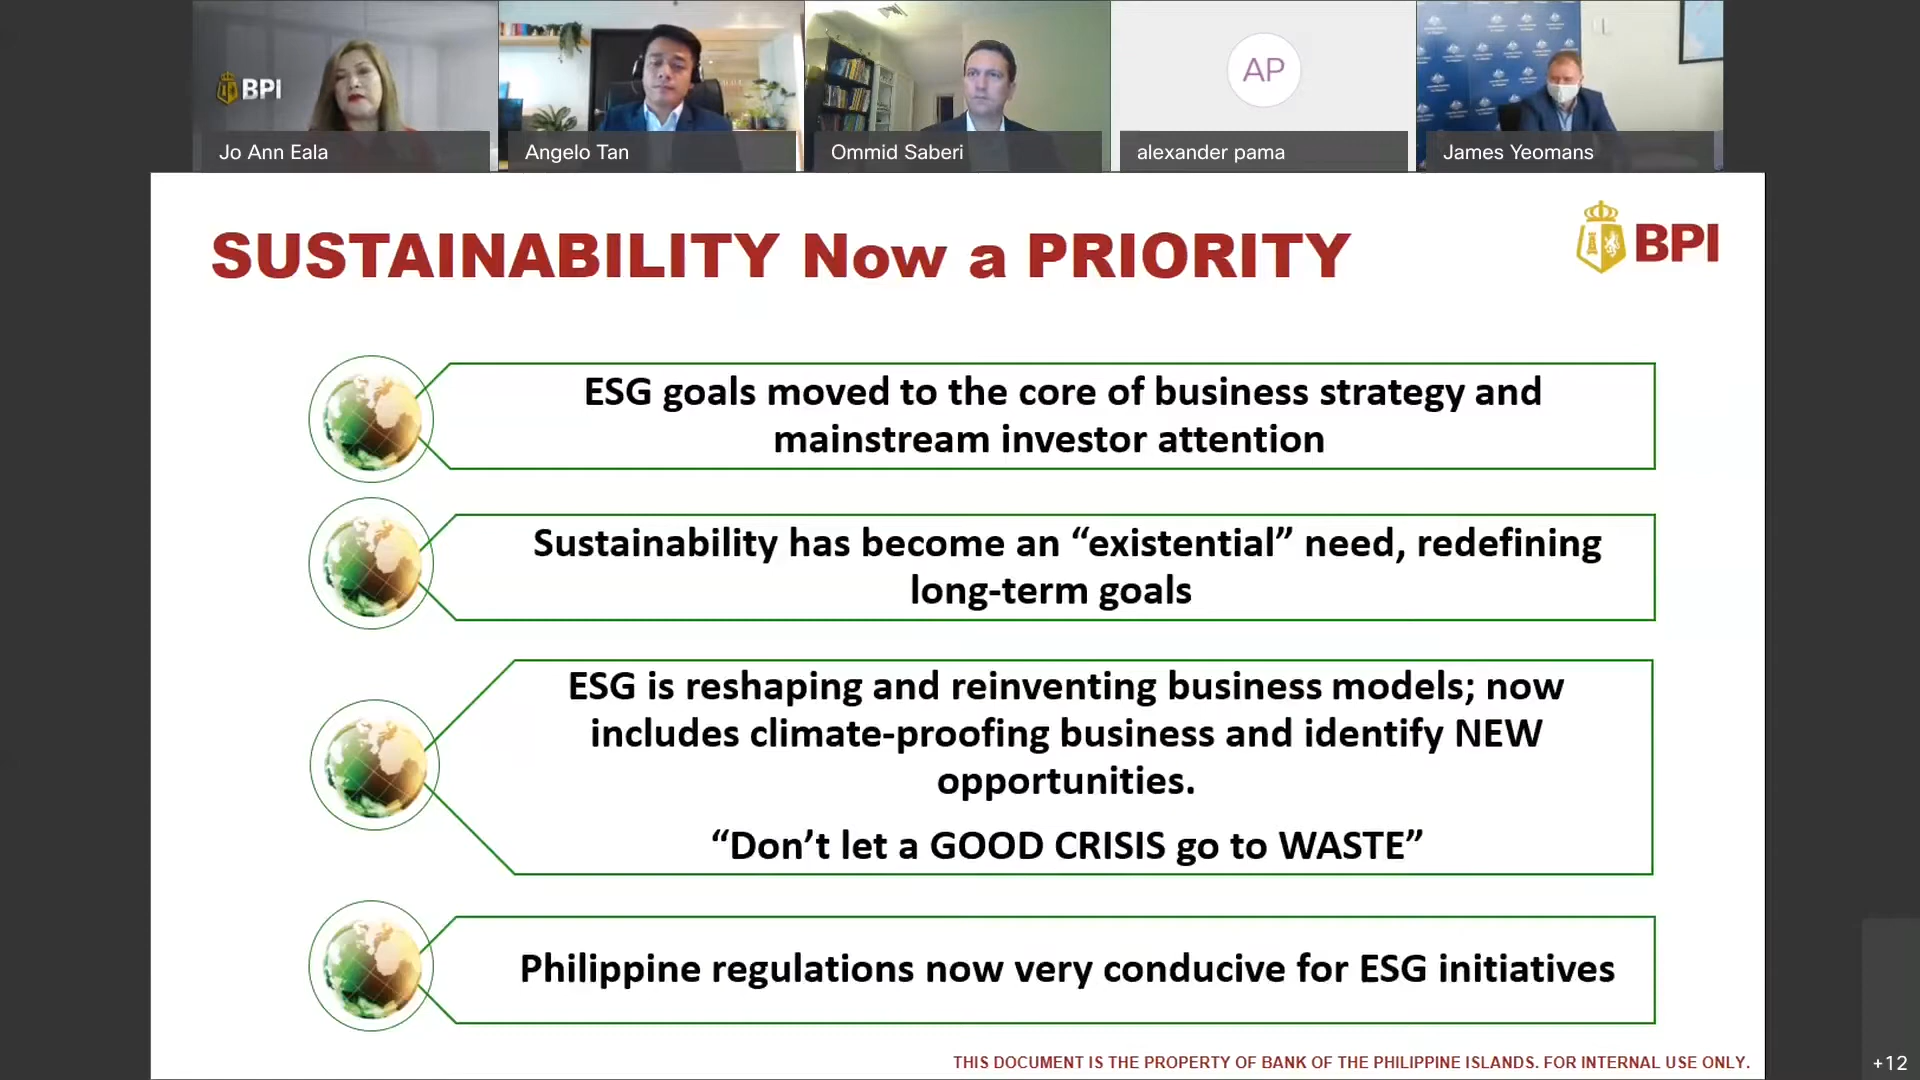 BPI
Jo Ann Eala
Angelo Tan
Ommid Saberi
AP
alexander pama
James Yeomans
SUSTAINABILITY Now a PRIORITY
BPI
ESG goals moved to the core of business strategy and
mainstream investor attention
Sustainability has become an “existential” need, redefining
long-term goals
ESG is reshaping and reinventing business models; now
includes climate-proofing business and identify NEW
opportunities.
“Don’t let a GOOD CRISIS go to WASTE”
Philippine regulations now very conducive for ESG initiatives
THIS DOCUMENT IS THE PROPERTY OF BANK OF THE PHILIPPINE ISLANDS. FOR INTERNAL USE ONLY.
+12